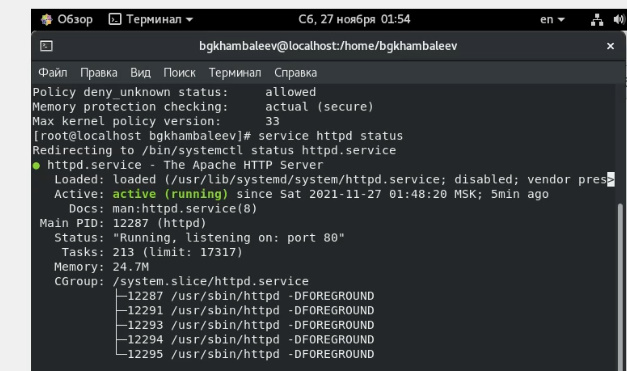 Обзор Терминал Сб, 27 ноября 01:54 en
bgkhambaleev@localhost:/home/bgkhambaleev ×
Файл Правка Вид Поиск Терминал Справка
Policy deny_unknown status: allowed
Memory protection checking: actual (secure)
Max kernel policy version: 33
[root@localhost bgkhambaleev]# service httpd status
Redirecting to /bin/systemctl status httpd.service
● httpd.service - The Apache HTTP Server
Loaded: loaded (/usr/lib/systemd/system/httpd.service; disabled; vendor pres>
Active: active (running) since Sat 2021-11-27 01:48:20 MSK; 5min ago
Docs: man:httpd.service(8)
Main PID: 12287 (httpd)
Status: "Running, listening on: port 80"
Tasks: 213 (limit: 17317)
Memory: 24.7M
CGroup: /system.slice/httpd.service
├─12287 /usr/sbin/httpd -DFOREGROUND
├─12291 /usr/sbin/httpd -DFOREGROUND
├─12293 /usr/sbin/httpd -DFOREGROUND
├─12294 /usr/sbin/httpd -DFOREGROUND
└─12295 /usr/sbin/httpd -DFOREGROUND